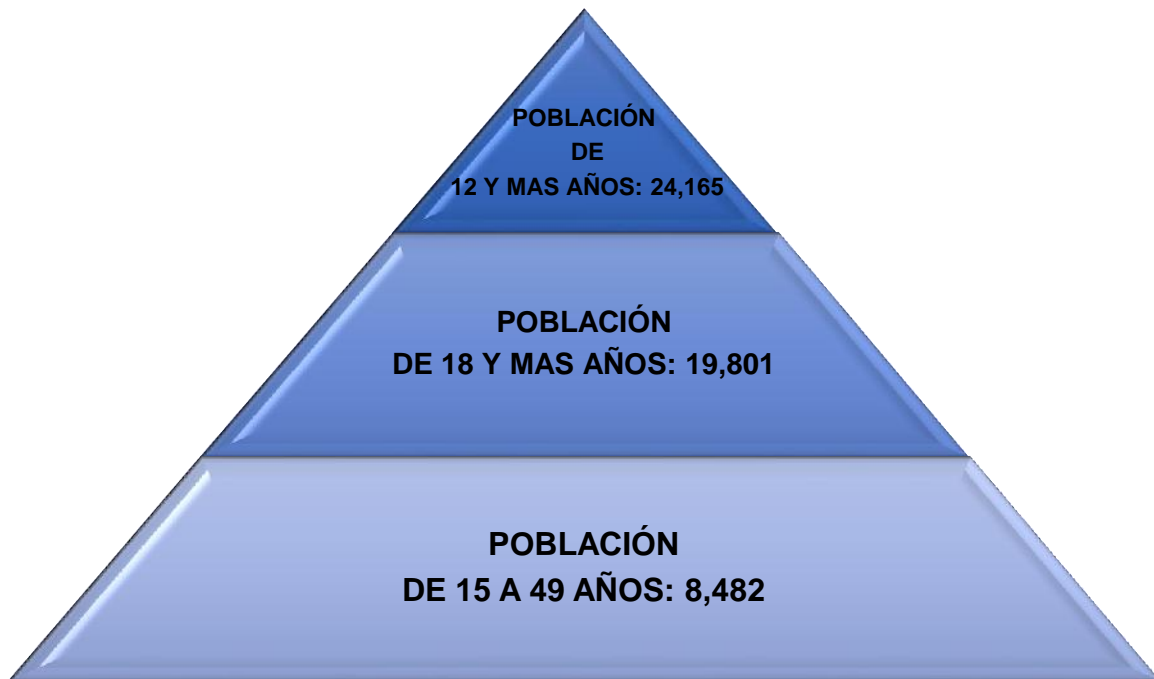 POBLACIÓN
DE
12 Y MAS AÑOS: 24,165
POBLACIÓN
DE 18 Y MAS AÑOS: 19,801
POBLACIÓN
DE 15 A 49 AÑOS: 8,482